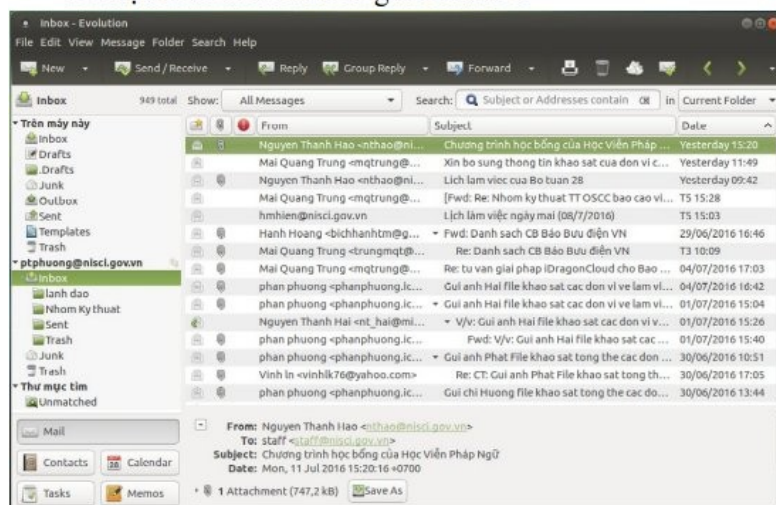 Inbox - Evolution
File Edit View Message Folder Search Help
New Send / Receive Reply Group Reply Forward
Inbox 949 total Show: All Messages Search: Subject or Addresses contain in Current Folder
Trên máy này
Inbox
Drafts
.Drafts
Junk
Outbox
Sent
Templates
Trash
ptphuong@nisci.gov.vn
Inbox
lanh dao
Nhom Ky thuat
Sent
Trash
Junk
Trash
Thư mục tìm
Unmatched
Mail
Contacts Calendar
Tasks Memos
From Subject Date
Nguyen Thanh Hao <nthao@ni... Chương trình học bổng của Học Viễn Pháp ... Yesterday 15:20
Mai Quang Trung <mqtrung@... Xin bo sung thong tin khao sat cua don vi c... Yesterday 11:49
Nguyen Thanh Hao <nthao@ni... Lich lam viec cua Bo tuan 28 Yesterday 09:42
Mai Quang Trung <mqtrung@... [Fwd: Re: Nhom ky thuat TT OSCC bao cao vi... T5 15:28
hmhien@nisci.gov.vn Lịch làm việc ngày mai (08/7/2016) T5 15:03
Hanh Hoang <bichhanhtm@g... Fwd: Danh sach CB Báo Bưu điện VN 29/06/2016 16:46
Mai Quang Trung <trungmqt@... Re: Danh sach CB Báo Bưu điện VN T3 10:09
Mai Quang Trung <mqtrung@... Re: tu van giai phap iDragonCloud cho Bao ... 04/07/2016 17:03
phan phuong <phanphuong.ic... Gui anh Hai file khao sat cac don vi ve lam vi... 04/07/2016 16:42
phan phuong <phanphuong.ic... Gui anh Hai file khao sat cac don vi ve lam vi... 01/07/2016 15:04
Nguyen Thanh Hai <nt_hai@mi... V/v: Gui anh Hai file khao sat cac don vi v... 01/07/2016 15:26
phan phuong <phanphuong.ic... Fwd: V/v: Gui anh Hai file khao sat cac ... 01/07/2016 15:40
phan phuong <phanphuong.ic... Gui anh Phat File khao sat tong the cac don ... 30/06/2016 10:51
Vinh ln <vinhlk76@yahoo.com> Re: CT: Gui anh Phat File khao sat tong th... 30/06/2016 17:05
phan phuong <phanphuong.ic... Gui chi Huong file khao sat tong the cac do... 30/06/2016 13:44
From: Nguyen Thanh Hao <nthao@nisci.gov.vn>
To: staff <staff@nisci.gov.vn>
Subject: Chương trình học bổng của Học Viễn Pháp Ngữ
Date: Mon, 11 Jul 2016 15:20:16 +0700
1 Attachment (747,2 kB) Save As